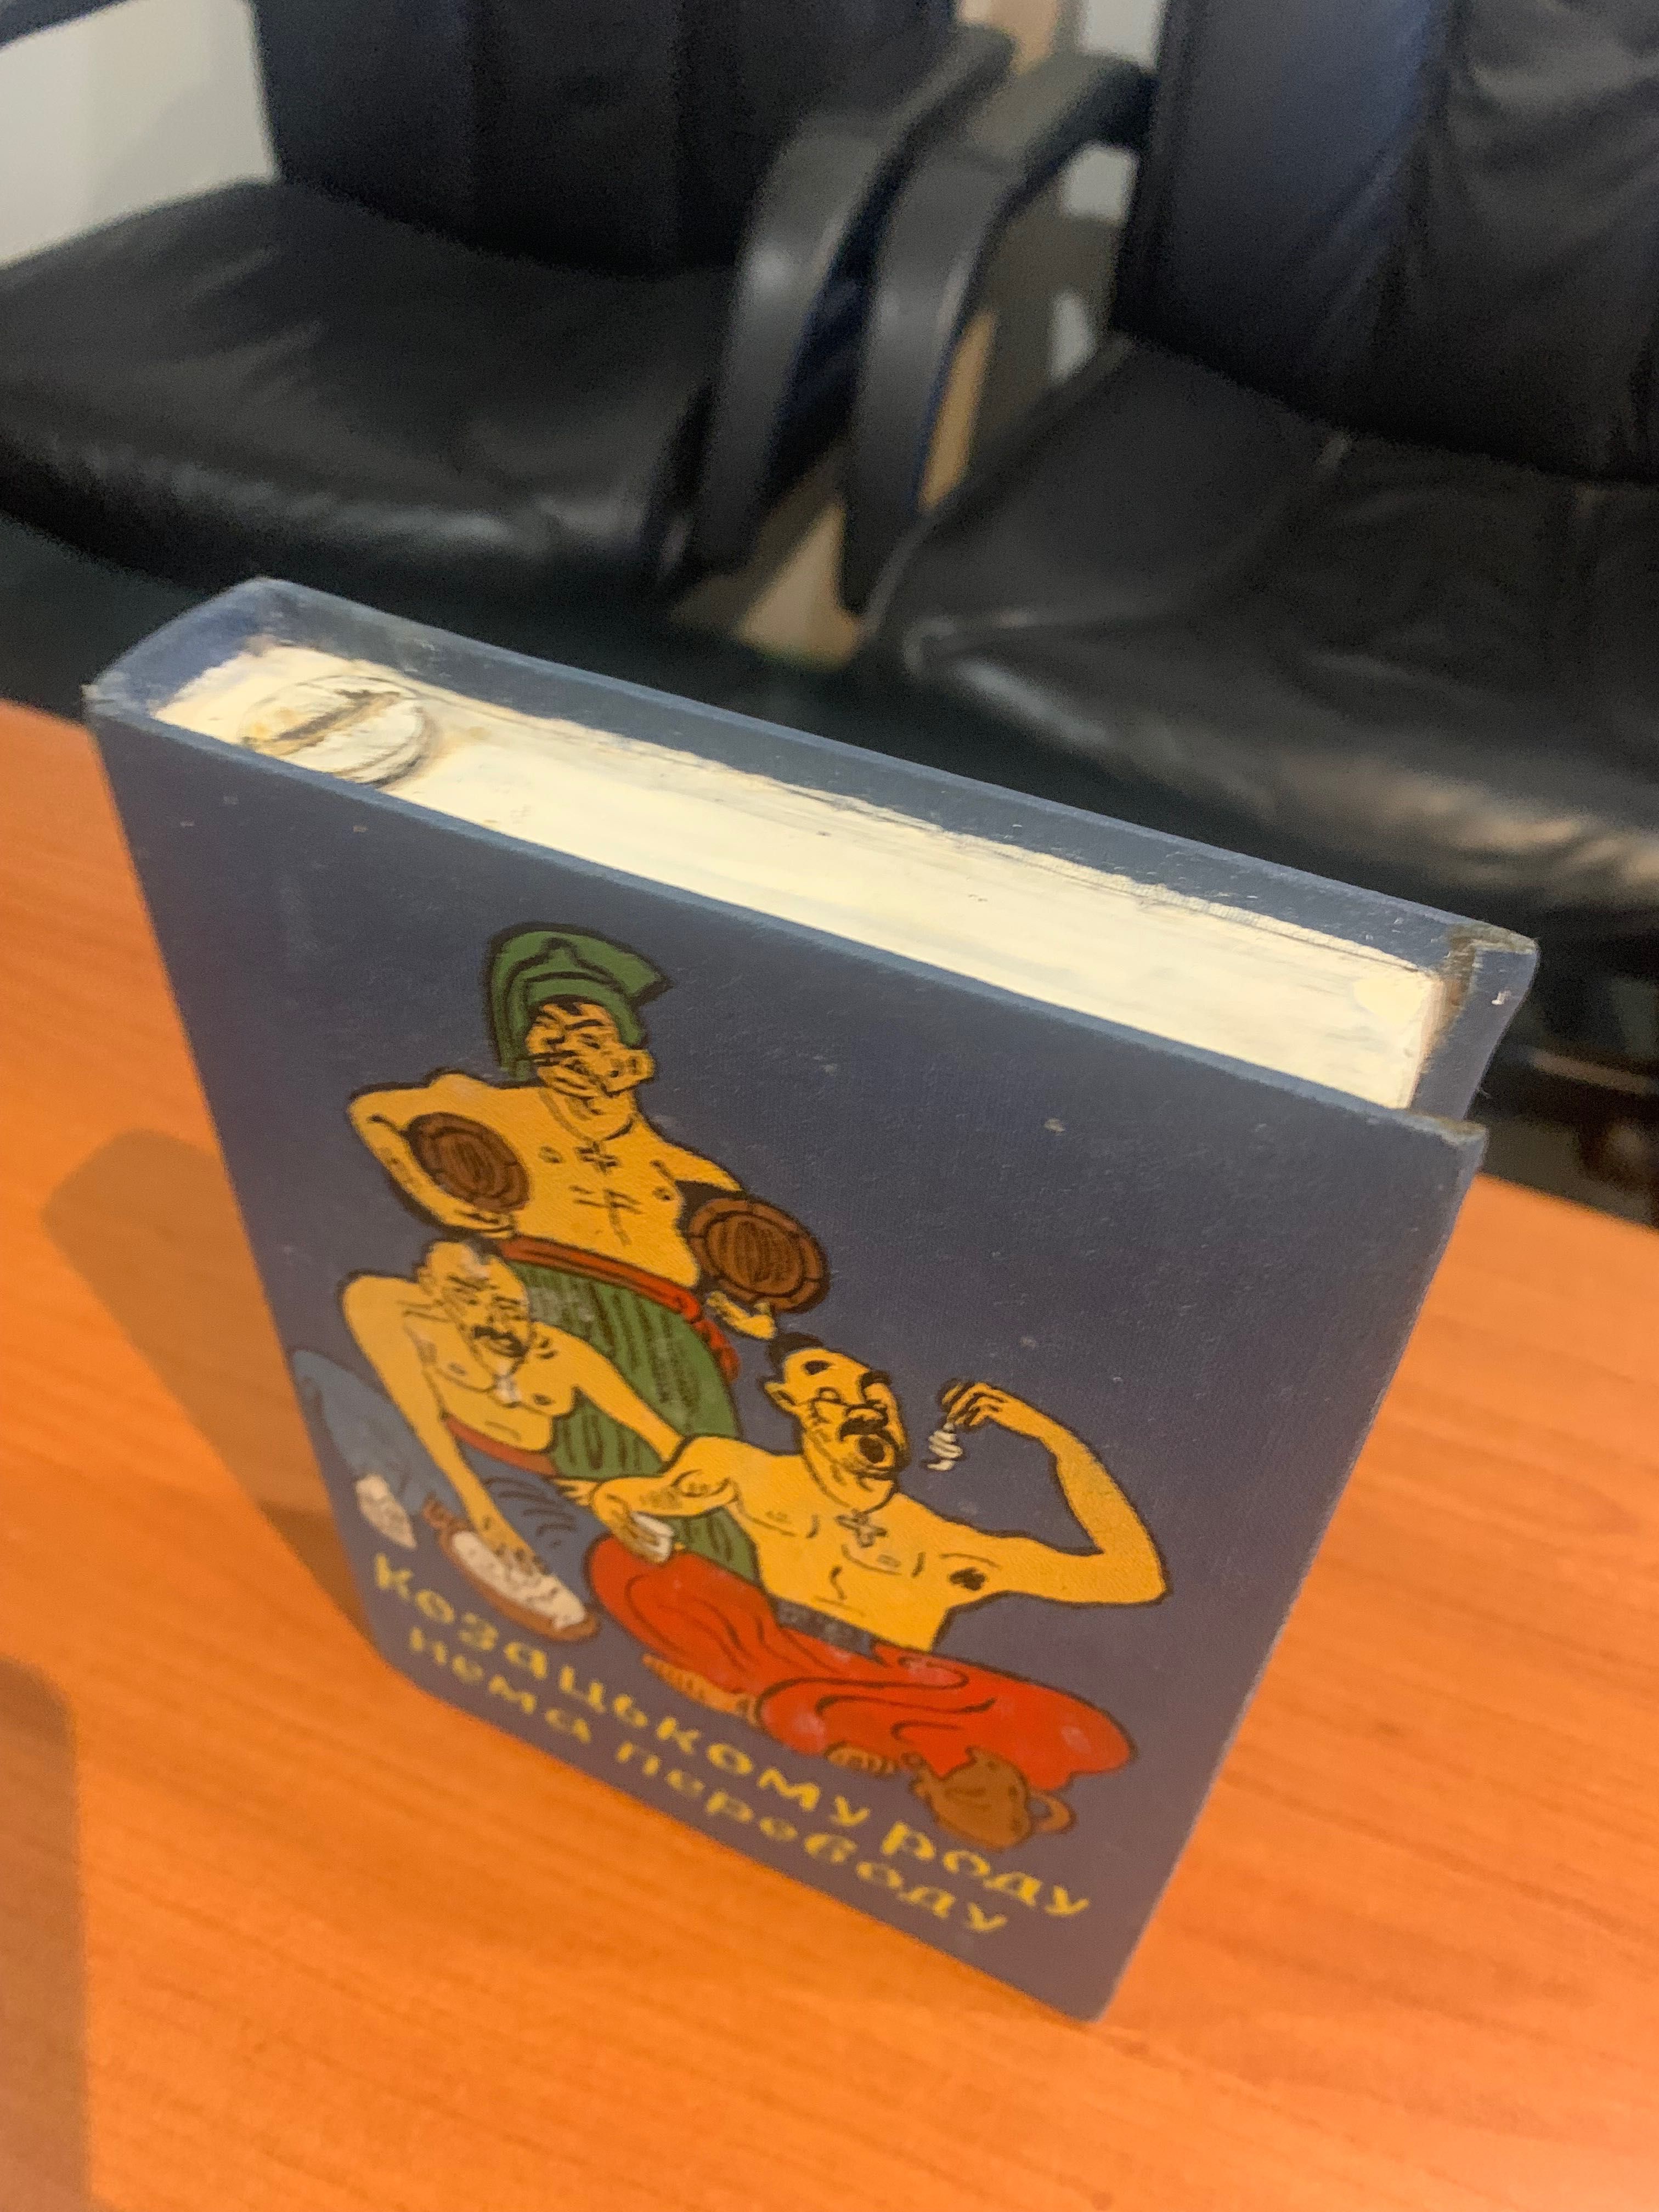 Козацькому роду
нема переводу